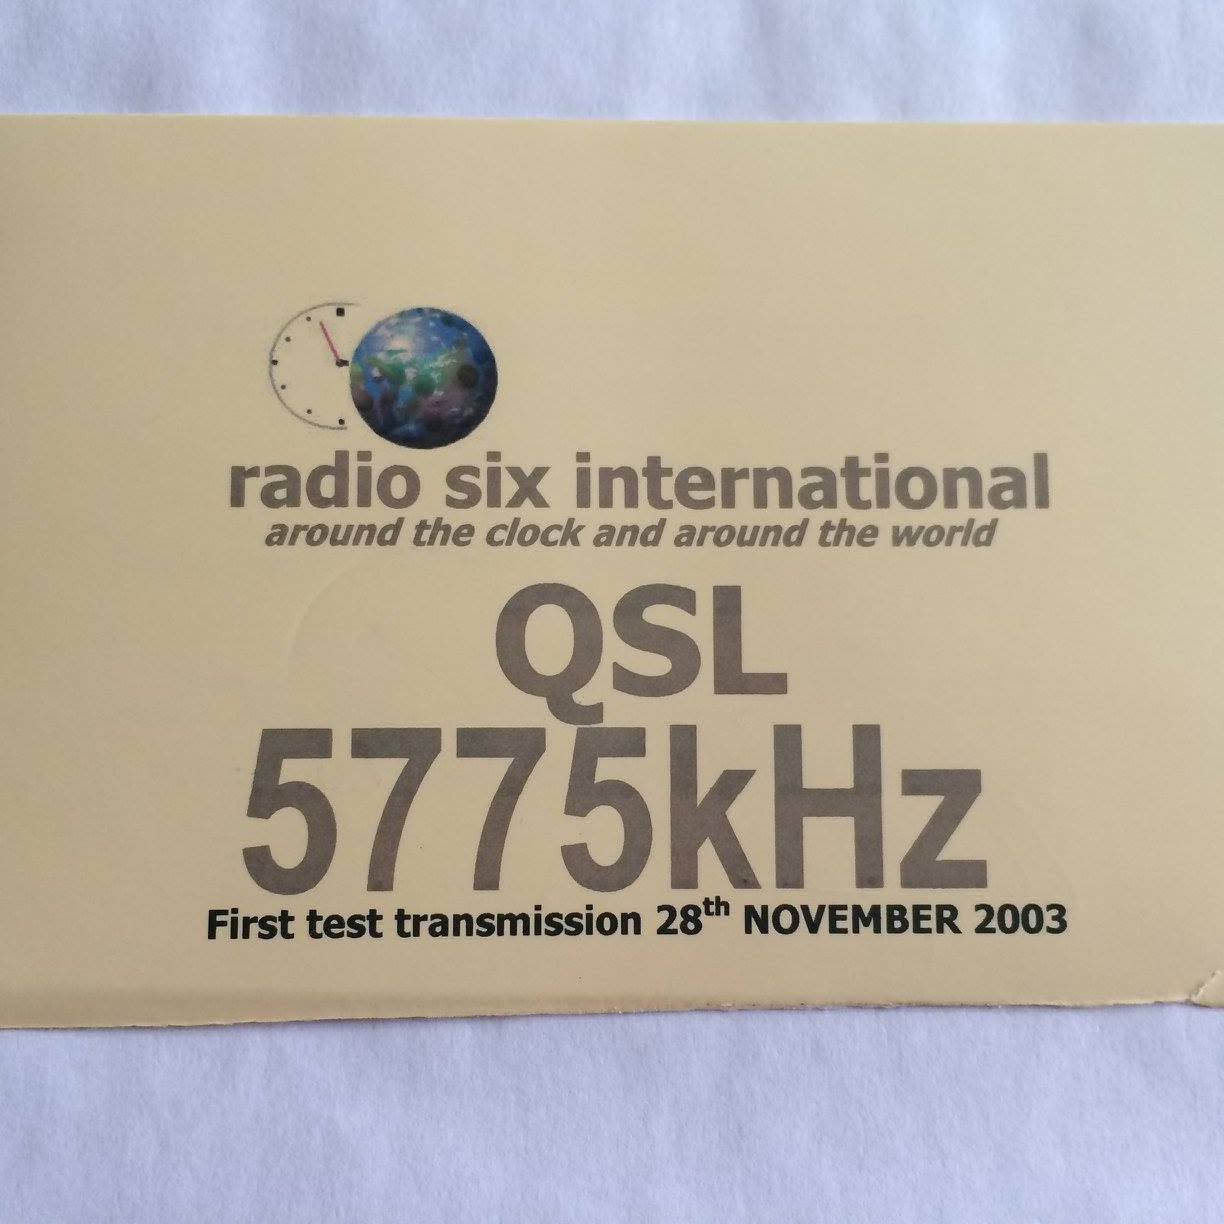 radio six international
around the clock and around the world
QSL
5775kHz
First test transmission 28th NOVEMBER 2003